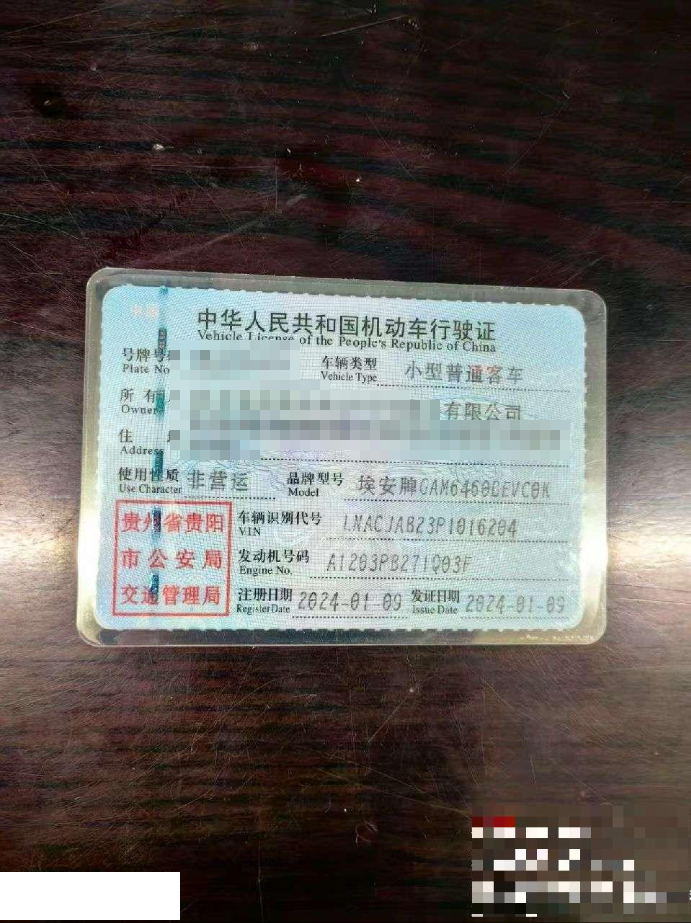 中华人民共和国机动车行驶证
Vehicle License of the People's Republic of China
号牌号
Plate No
车辆类型
Vehicle Type
小型普通客车
所有
Owner
有限公司
住
Address
使用性质
Use Character
非营运
品牌型号
Model
埃安牌GAM6460BEVC0K
贵州省贵阳
市公安局
交通管理局
车辆识别代号
VIN
LNACJAB23P1016204
发动机号码
Engine No.
A1203PB271Q03F
注册日期
Register Date
2024-01-09
发证日期
Issue Date
2024-01-09